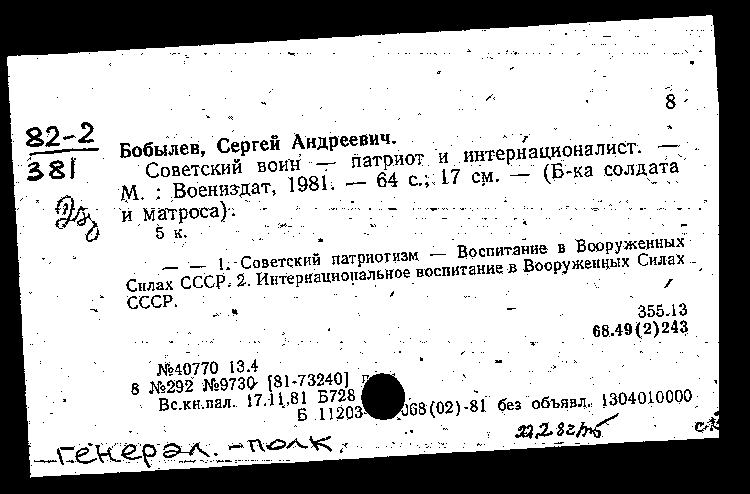 8
82-2
381
Бобылев, Сергей Андреевич.
Советский воин — патриот и интернационалист. —
М. : Воениздат, 1981. — 64 с.; 17 см. — (Б-ка солдата
и матроса).
5 к.
— — 1. Советский патриотизм — Воспитание в Вооруженных
Силах СССР. 2. Интернациональное воспитание в Вооруженных Силах
СССР.
355.13
68.49(2)243
№40770 13.4
8 №292 №9730 [81-73240]
Вс.кн.пал. 17.11.81 Б728
Б 11203- 068(02)-81 без объявл. 1304010000
генерал.-полк.